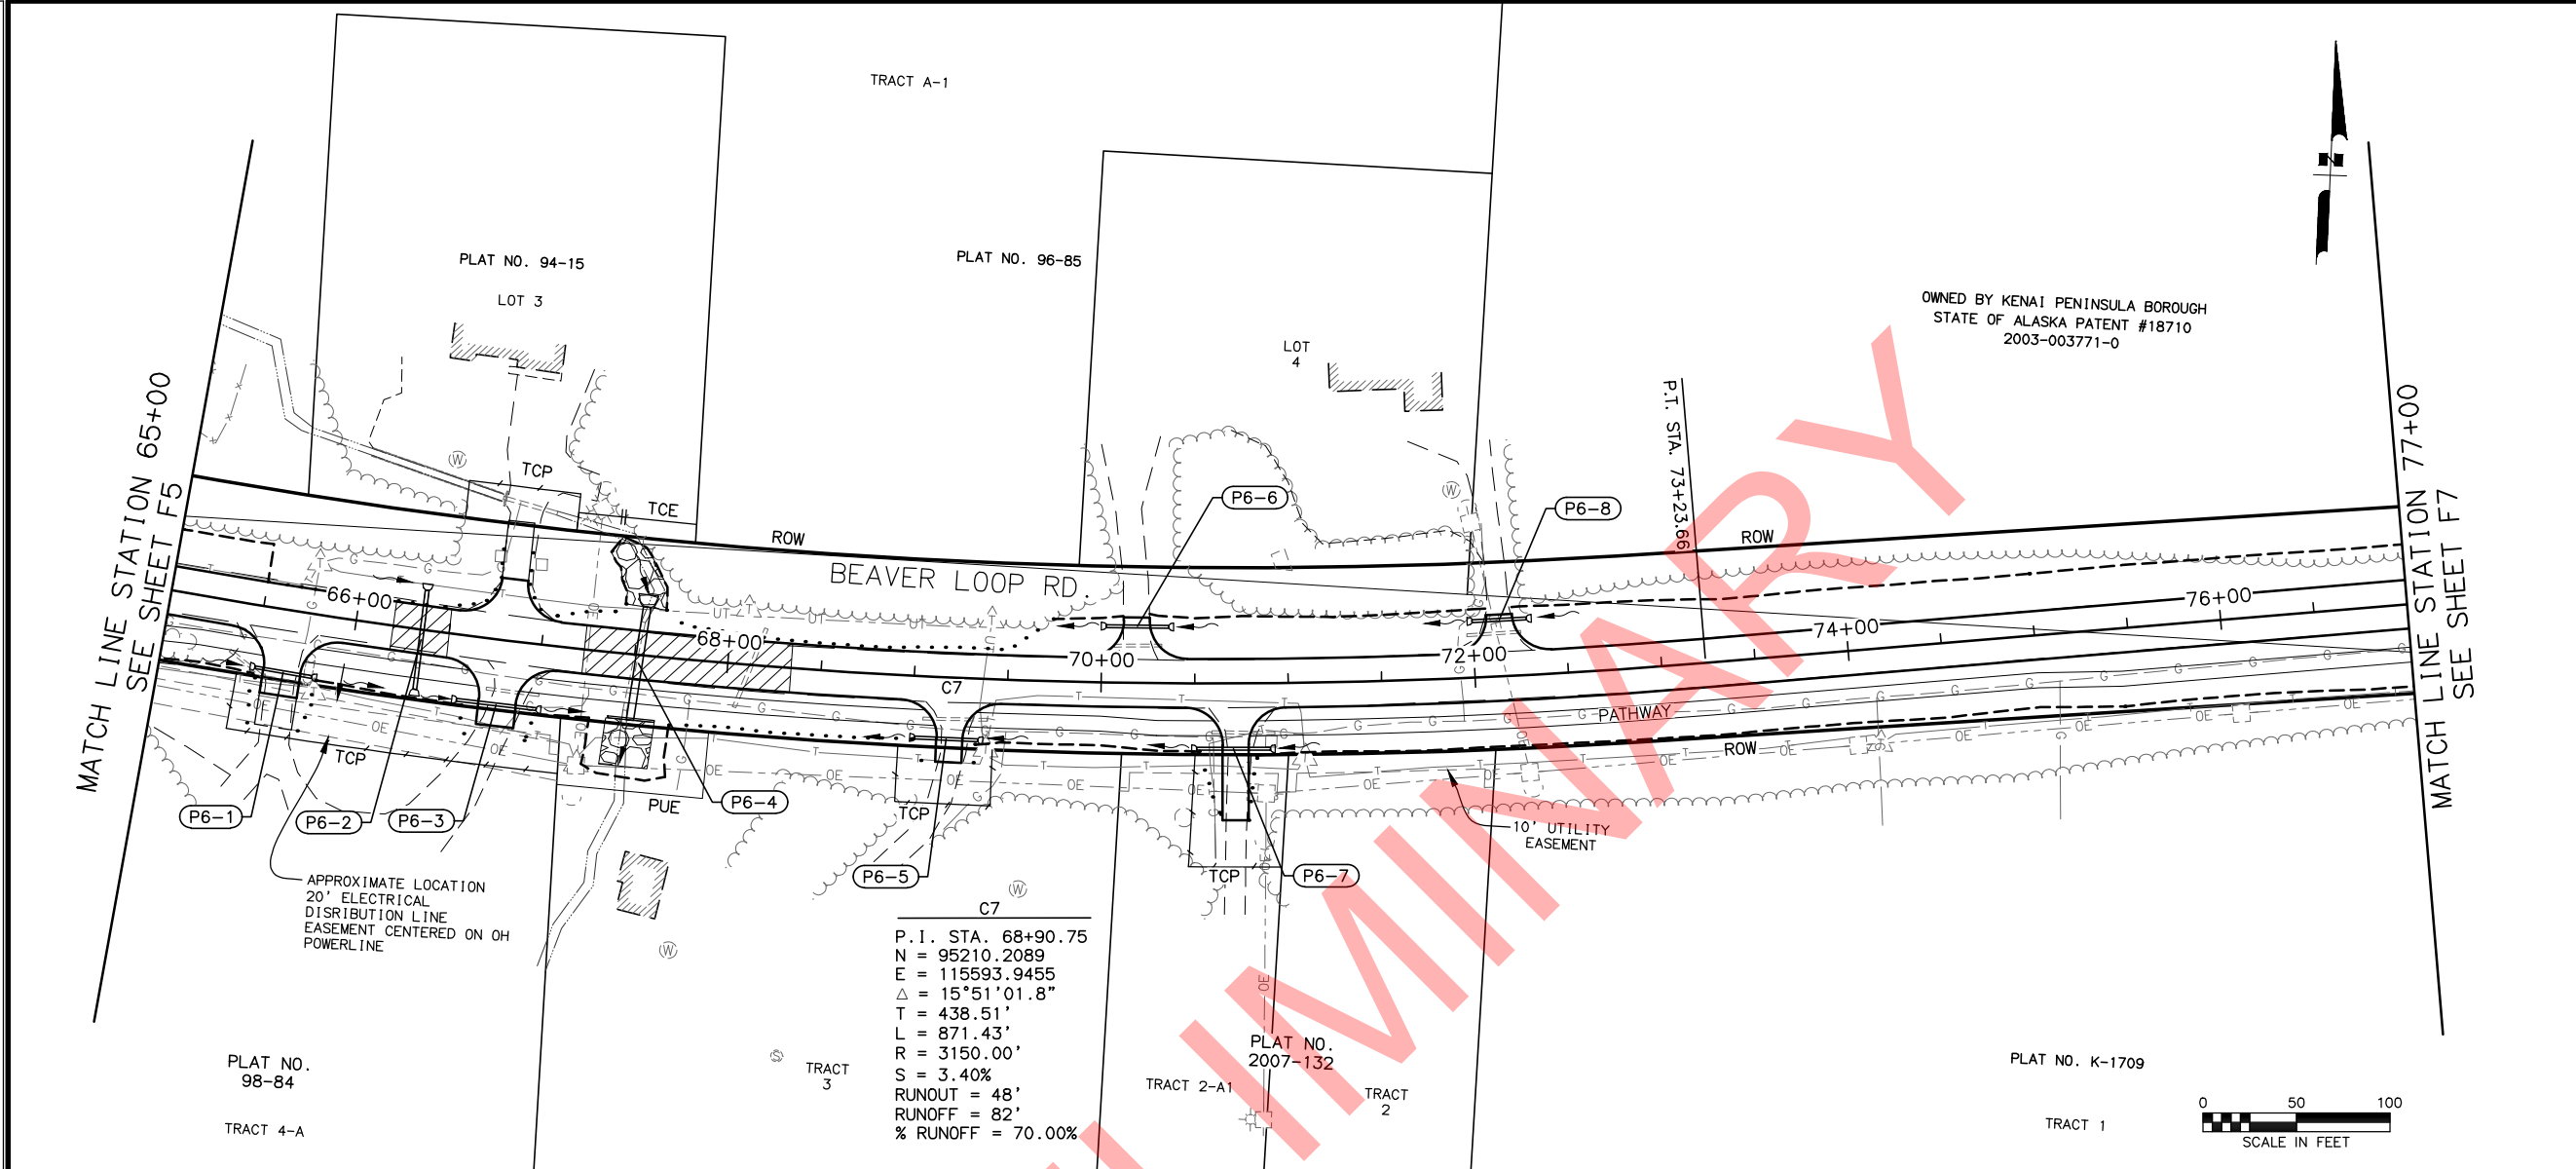 TRACT A-1
PLAT NO. 94-15
LOT 3
PLAT NO. 96-85
LOT
4
OWNED BY KENAI PENINSULA BOROUGH
STATE OF ALASKA PATENT #18710
2003-003771-0
N
MATCH LINE STATION 65+00
SEE SHEET F5
TCP
TCE
ROW
BEAVER LOOP RD.
P6-6
P6-8
P.T. STA. 73+23.66
ROW
MATCH LINE STATION 77+00
SEE SHEET F7
66+00
68+00
70+00
72+00
74+00
76+00
C7
PATHWAY
ROW
TCP
PUE
TCP
TCP
P6-1
P6-2
P6-3
P6-4
P6-5
P6-7
10' UTILITY
EASEMENT
APPROXIMATE LOCATION
20' ELECTRICAL
DISRIBUTION LINE
EASEMENT CENTERED ON OH
POWERLINE
C7
P.I. STA. 68+90.75
N = 95210.2089
E = 115593.9455
△ = 15°51'01.8"
T = 438.51'
L = 871.43'
R = 3150.00'
S = 3.40%
RUNOUT = 48'
RUNOFF = 82'
% RUNOFF = 70.00%
PLAT NO.
98-84
TRACT 4-A
TRACT
3
TRACT 2-A1
PLAT NO.
2007-132
TRACT
2
PLAT NO. K-1709
TRACT 1
0 50 100
SCALE IN FEET
IMINARY